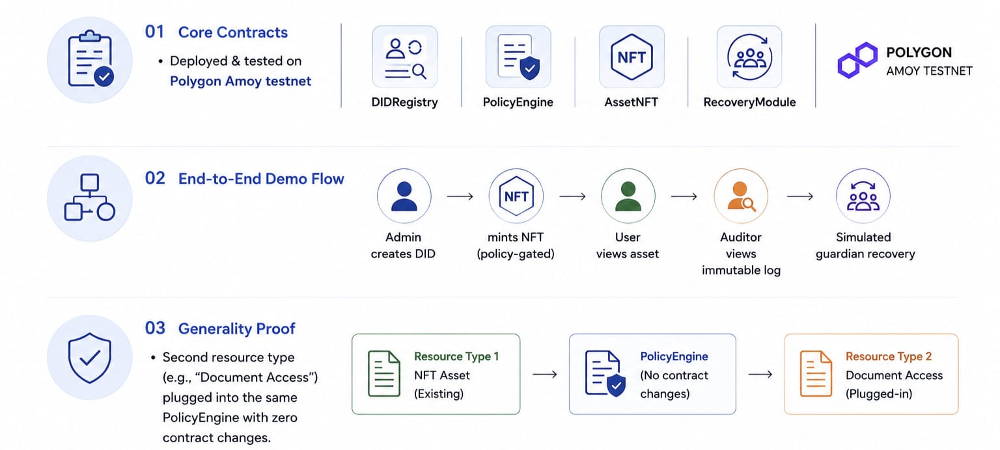 01 Core Contracts
• Deployed & tested on
Polygon Amoy testnet
DIDRegistry
PolicyEngine
NFT
AssetNFT
RecoveryModule
POLYGON
AMOY TESTNET
02 End-to-End Demo Flow
Admin
creates DID
NFT
mints NFT
(policy-gated)
User
views asset
Auditor
views
immutable log
Simulated
guardian recovery
03 Generality Proof
• Second resource type
(e.g., “Document Access”)
plugged into the same
PolicyEngine with zero
contract changes.
Resource Type 1
NFT Asset
(Existing)
PolicyEngine
(No contract
changes)
Resource Type 2
Document Access
(Plugged-in)